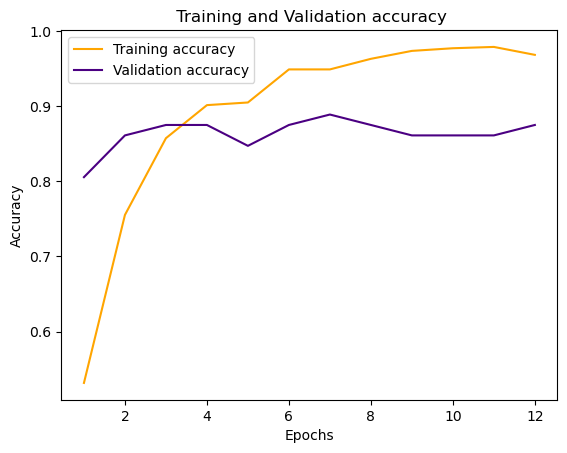 Training and Validation accuracy
Training accuracy
Validation accuracy
1.0
0.9
0.8
0.7
0.6
Accuracy
2 4 6 8 10 12
Epochs